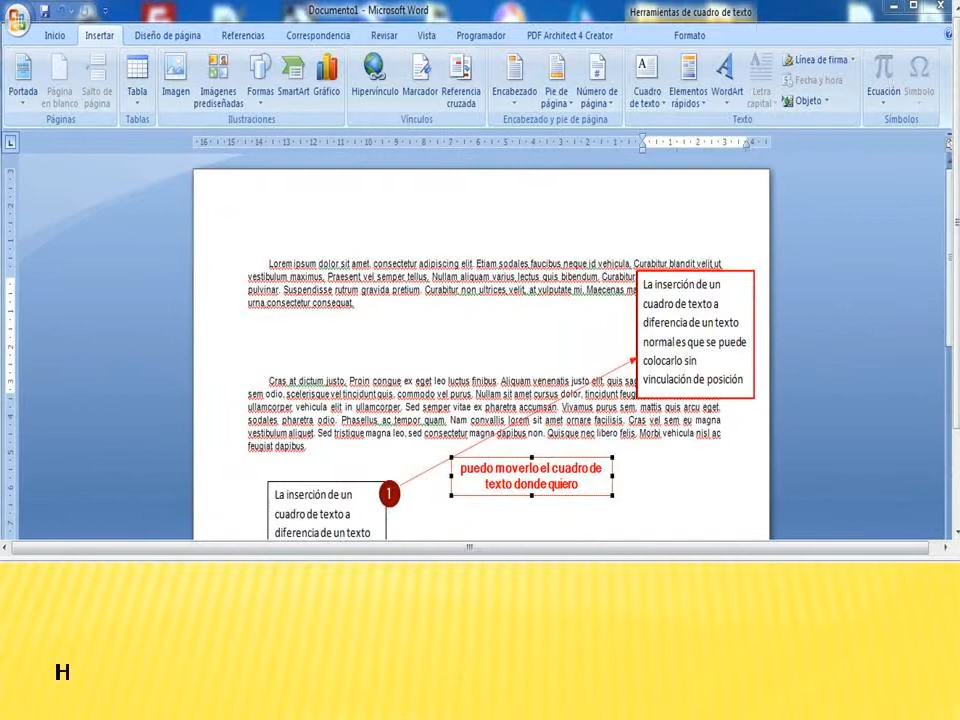 Documento1 - Microsoft Word
Herramientas de cuadro de texto
Inicio Insertar Diseño de página Referencias Correspondencia Revisar Vista Programador PDF Architect 4 Creator Formato
Portada
Página en blanco
Salto de página
Tabla
Imagen
Imágenes prediseñadas
Formas
SmartArt
Gráfico
Hipervínculo
Marcador
Referencia cruzada
Encabezado
Pie de página
Número de página
Cuadro de texto
Elementos rápidos
WordArt
Letra capital
Línea de firma
Fecha y hora
Objeto
Ecuación
Símbolo
Páginas Tablas Ilustraciones Vínculos Encabezado y pie de página Texto Símbolos
Lorem ipsum dolor sit amet, consectetur adipiscing elit. Etiam sodales faucibus neque id vehicula. Curabitur blandit velit ut
vestibulum maximus. Praesent vel semper tellus. Nullam aliquam varius lectus quis bibendum. Curabitur
pulvinar. Suspendisse rutrum gravida pretium. Curabitur non ultrices velit, at vulputate mi. Maecenas
urna consectetur consequat.
La inserción de un
cuadro de texto a
diferencia de un texto
normal es que se puede
colocarlo sin
vinculación de posición
Cras at dictum justo. Proin congue ex eget leo luctus finibus. Aliquam venenatis justo elit, quis
sem odio, scelerisque vel tincidunt quis, commodo vel purus. Nullam sit amet cursus dolor, tincidunt
ullamcorper vehicula elit in ullamcorper. Sed semper vitae ex pharetra accumsan. Vivamus purus sem, mattis quis arcu eget,
sodales pharetra odio. Phasellus ac tempor quam. Nam convallis lorem sit amet ornare facilisis. Cras vel sem eu magna
vestibulum aliquet. Sed tristique magna leo, sed consectetur magna dapibus non. Quisque nec libero felis. Morbi vehicula nisl ac
feugiat dapibus.
puedo moverlo el cuadro de
texto donde quiero
1
La inserción de un
cuadro de texto a
diferencia de un texto
H